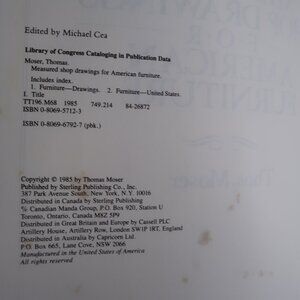 Edited by Michael Cea
Library of Congress Cataloging in Publication Data
Moser, Thomas.
Measured shop drawings for American furniture.
Includes index.
1. Furniture—Drawings. 2. Furniture—United States.
I. Title
TT196.M68 1985 749.214 84-26872
ISBN 0-8069-5712-3
ISBN 0-8069-6792-7 (pbk.)
Copyright © 1985 by Thomas Moser
Published by Sterling Publishing Co., Inc.
387 Park Avenue South, New York, N.Y. 10016
Distributed in Canada by Sterling Publishing
℅ Canadian Manda Group, P.O. Box 920, Station U
Toronto, Ontario, Canada M8Z 5P9
Distributed in Great Britain and Europe by Cassell PLC
Artillery House, Artillery Row, London SW1P 1RT, England
Distributed in Australia by Capricorn Ltd.
P.O. Box 665, Lane Cove, NSW 2066
Manufactured in the United States of America
All rights reserved